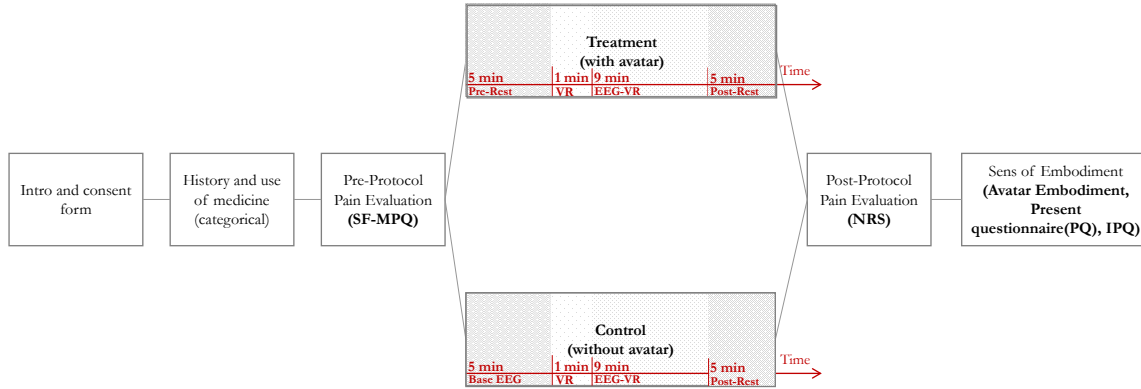 Intro and consent
form
History and use
of medicine
(categorical)
Pre-Protocol
Pain Evaluation
(SF-MPQ)
Treatment
(with avatar)
5 min 1 min 9 min 5 min Time
Pre-Rest VR EEG-VR Post-Rest
Control
(without avatar)
5 min 1 min 9 min 5 min Time
Base EEG VR EEG-VR Post-Rest
Post-Protocol
Pain Evaluation
(NRS)
Sens of Embodiment
(Avatar Embodiment,
Present
questionnaire(PQ), IPQ)